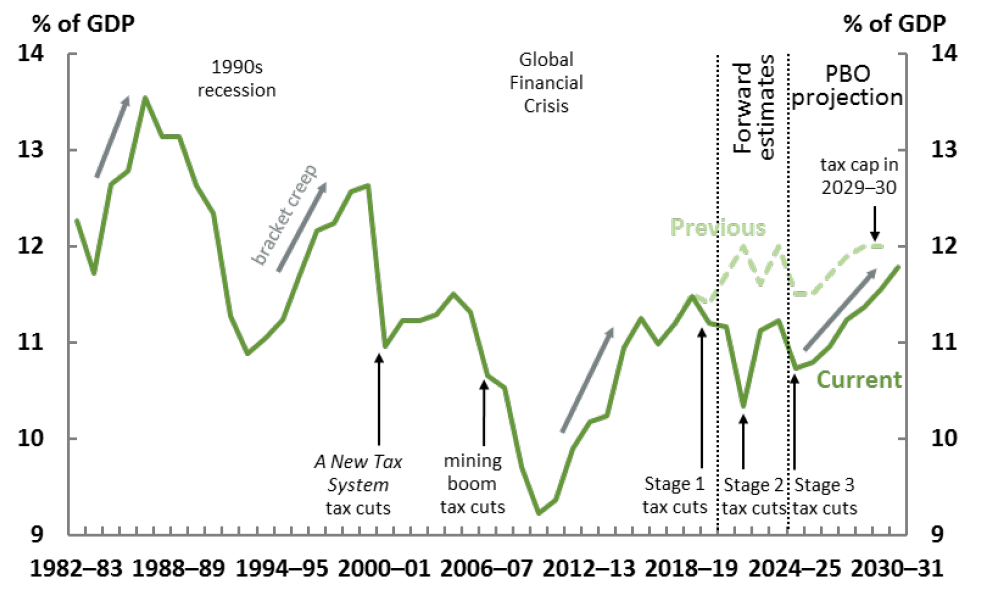 % of GDP
% of GDP
14
13
12
11
10
9
14
13
12
11
10
9
1990s
recession
Global
Financial
Crisis
Forward
estimates
PBO
projection
tax cap in
2029–30
bracket creep
Previous
Current
A New Tax
System
tax cuts
mining
boom
tax cuts
Stage 1
tax cuts
Stage 2
tax cuts
Stage 3
tax cuts
1982–83
1988–89
1994–95
2000–01
2006–07
2012–13
2018–19
2024–25
2030–31